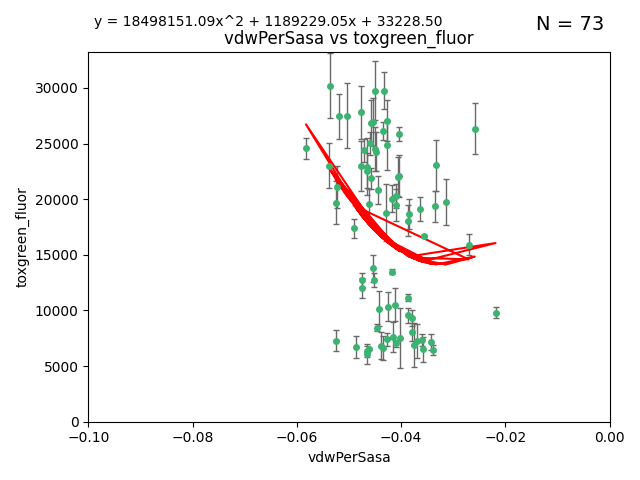 y = 18498151.09x^2 + 1189229.05x + 33228.50
N = 73
vdwPerSasa vs toxgreen_fluor
toxgreen_fluor
30000
25000
20000
15000
10000
5000
0
−0.10
−0.08
−0.06
−0.04
−0.02
0.00
vdwPerSasa